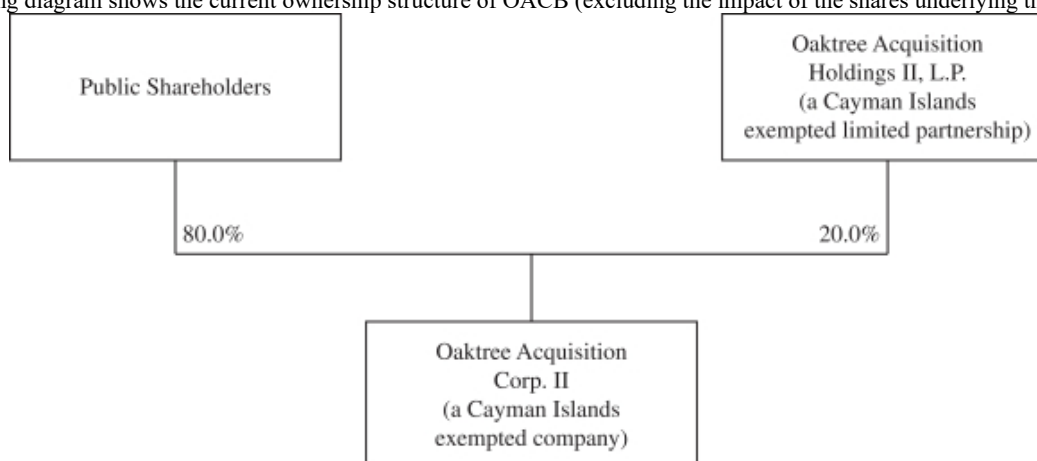 ng diagram shows the current ownership structure of OACB (excluding the impact of the shares underlying th
Public Shareholders
Oaktree Acquisition
Holdings II, L.P.
(a Cayman Islands
exempted limited partnership)
80.0%
20.0%
Oaktree Acquisition
Corp. II
(a Cayman Islands
exempted company)